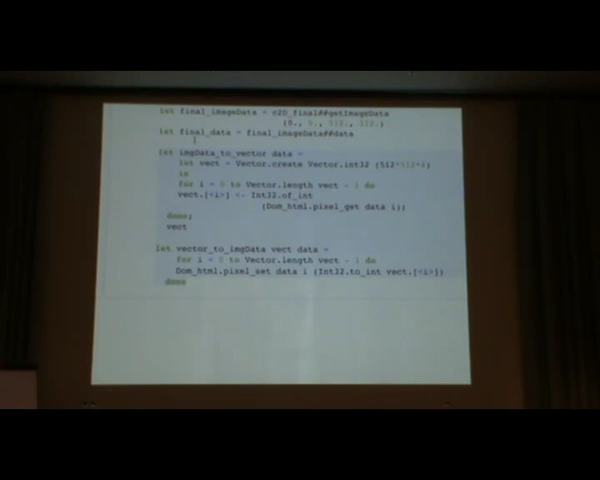 let final_imageData = c2D_final##getImageData
(0., 0., 512., 512.)
let final_data = final_imageData##data
let imgData_to_vector data =
let vect = Vector.create Vector.int32 (512*512*4)
in
for i = 0 to Vector.length vect - 1 do
vect.[<i>] <- Int32.of_int
(Dom_html.pixel_get data i);
done;
vect
let vector_to_imgData vect data =
for i = 0 to Vector.length vect - 1 do
Dom_html.pixel_set data i (Int32.to_int vect.[<i>])
done